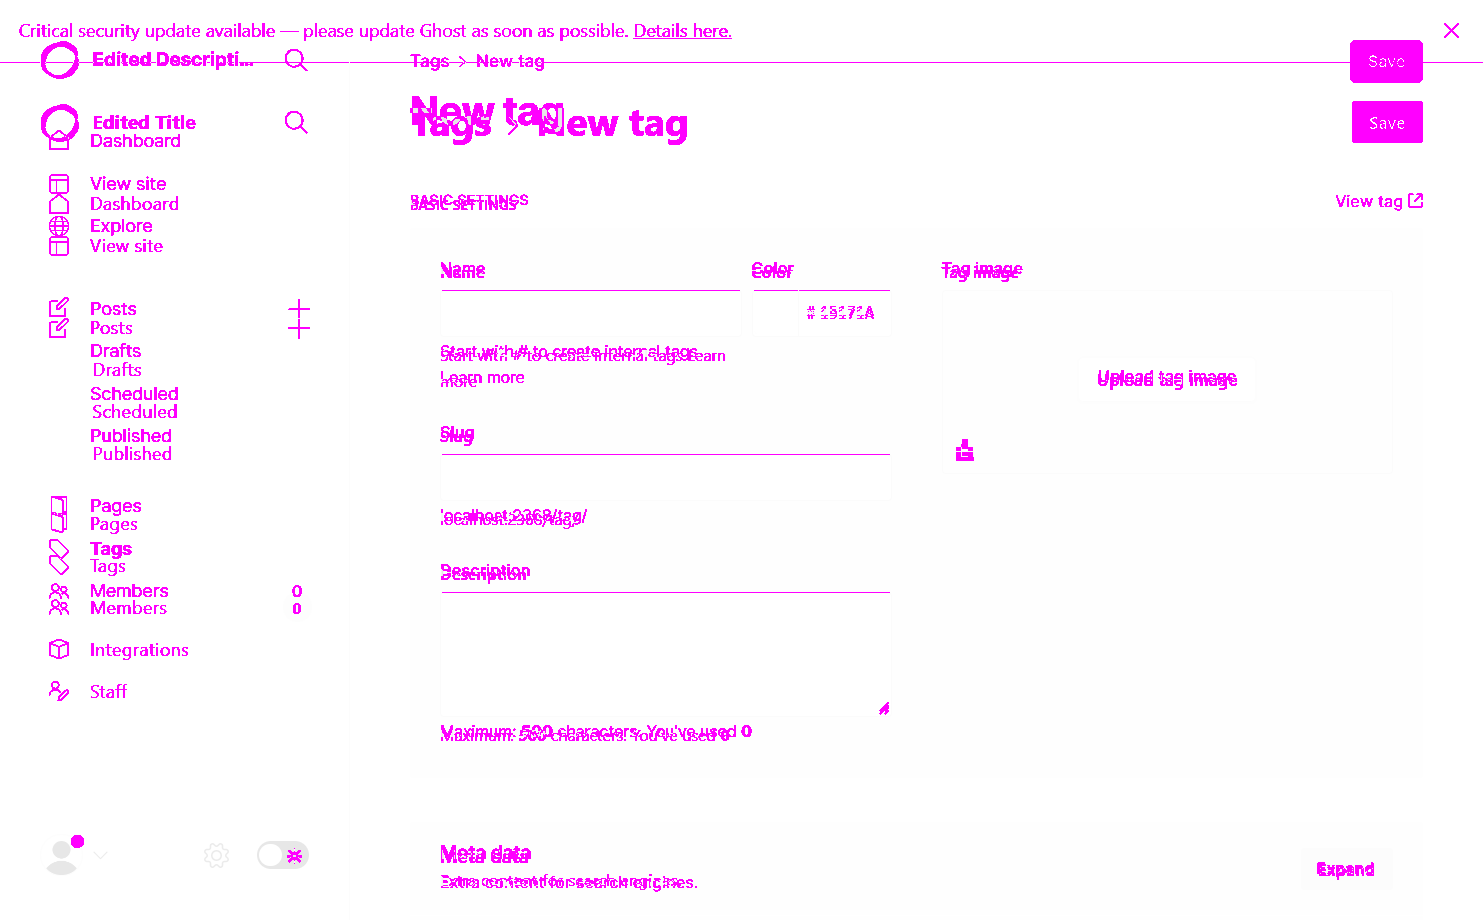 Critical security update available — please update Ghost as soon as possible. Details here.
Edited Descripti...
Tags > New tag
Save
New tag
Edited Title
Tags > New tag
Save
Dashboard
View site
Dashboard
BASIC SETTINGS
BASIC SETTINGS
View tag
Explore
View site
Name
Name
Color
Color
Tag image
Tag image
Posts
# 15171A
Posts
Drafts
Start with # to create internal tags
Start with # to create internal tags Learn
Drafts
Learn more
more
Upload tag image
Upload tag image
Scheduled
Scheduled
Published
Slug
Slug
Published
Pages
localhost:2368/tag/
localhost:2368/tag/
Pages
Tags
Tags
Description
Description
Members 0
Members 0
Integrations
Staff
Maximum: 500 characters. You've used 0
Maximum: 500 characters. You've used 0
Meta data
Meta data
Expand
Expand
Extra content for search engines.
Extra content for search engines.